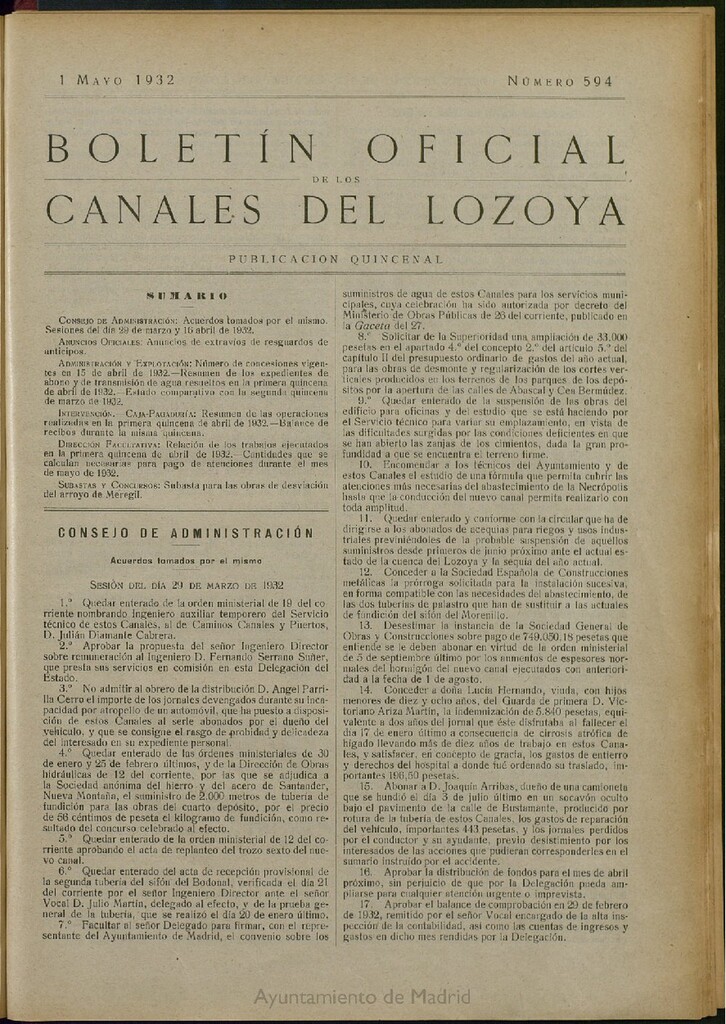 1 MAYO 1932
NÚMERO 594
BOLETÍN OFICIAL
DE LOS
CANALES DEL LOZOYA
PUBLICACION QUINCENAL
SUMARIO
CONSEJO DE ADMINISTRACIÓN: Acuerdos tomados por el mismo.
Sesiones del día 29 de marzo y 16 abril de 1932.
ANUNCIOS OFICIALES: Anuncios de extravíos de resguardos de
anticipos.
ADMINISTRACIÓN Y EXPLOTACIÓN: Número de concesiones vigen-
tes en 15 de abril de 1932.—Resumen de los expedientes de
abono y de transmisión de agua resueltos en la primera quincena
de abril de 1932.—Estado comparativo con la segunda quincena
de marzo de 1932.
INTERVENCIÓN. CAJA-PAGADURÍA: Resumen de las operaciones
realizadas en la primera quincena de abril de 1932.—Balance de
recibos durante la misma quincena.
DIRECCIÓN FACULTATIVA: Relación de los trabajos ejecutados
en la primera quincena de abril de 1932.—Cantidades que se
calculan necesarias para pago de atenciones durante el mes
de mayo de 1932.
SUBASTAS Y CONCURSOS: Subasta para las obras de desviación
del arroyo de Meregil.
CONSEJO DE ADMINISTRACIÓN
Acuerdos tomados por el mismo
SESIÓN DEL DÍA 29 DE MARZO DE 1932
1.º Quedar enterado de la orden ministerial de 19 del co-
rriente nombrando Ingeniero auxiliar temporero del Servicio
técnico de estos Canales, al de Caminos Canales y Puertos,
D. Julián Diamante Cabrera.
2.º Aprobar la propuesta del señor Ingeniero Director
sobre remuneración al Ingeniero D. Fernando Serrano Súñer,
que presta sus servicios en comisión en esta Delegación del
Estado.
3.º No admitir al obrero de la distribución D. Angel Parri-
lla Cerro el importe de los jornales devengados durante su inca-
pacidad por atropello de un automóvil, que ha puesto a disposi-
ción de estos Canales al serle abonados por el dueño del
vehículo, y que se consigne el rasgo de probidad y delicadeza
del interesado en su expediente personal.
4.º Quedar enterado de las órdenes ministeriales de 30
de enero y 25 de febrero últimos, y de la Dirección de Obras
hidráulicas de 12 del corriente, por las que se adjudica a
la Sociedad anónima del hierro y del acero de Santander,
Nueva Montaña, el suministro de 2.000 metros de tubería de
fundición para las obras del cuarto depósito, por el precio
de 56 céntimos de peseta el kilogramo de fundición, como re-
sultado del concurso celebrado al efecto.
5.º Quedar enterado de la orden ministerial de 12 del co-
rriente aprobando el acta de replanteo del trozo sexto del nue-
vo canal.
6.º Quedar enterado del acta de recepción provisional de
la segunda tubería del sifón del Bodonal, verificada el día 21
del corriente por el señor Ingeniero Director ante el señor
Vocal D. Julio Martín, delegado al efecto, y de la prueba ge-
neral de la tubería, que se realizó el día 20 de enero último.
7.º Facultar al señor Delegado para firmar, con el repre-
sentante del Ayuntamiento de Madrid, el convenio sobre los
suministros de agua de estos Canales para los servicios muni-
cipales, cuya celebración ha sido autorizada por decreto del
Ministerio de Obras Públicas de 26 del corriente, publicado en
la Gaceta del 27.
8.º Solicitar de la Superioridad una ampliación de 33.000
pesetas en el apartado 4.º del concepto 2.º del artículo 5.º del
capítulo II del presupuesto ordinario de gastos del año actual,
para las obras de desmonte y regularización de los cortes ver-
ticales producidos en los terrenos de los parques de los depó-
sitos por la apertura de las calles de Abascal y Cea Bermúdez.
9.º Quedar enterado de la suspensión de las obras del
edificio para oficinas y del estudio que se está haciendo por
el Servicio técnico para variar su emplazamiento, en vista de
las dificultades surgidas por las condiciones deficientes en que
se han abierto las zanjas de los cimientos, dada la gran pro-
fundidad a que se encuentra el terreno firme.
10. Encomendar a los técnicos del Ayuntamiento y de
estos Canales el estudio de una fórmula que permita cubrir las
atenciones más necesarias del abastecimiento de la Necrópolis
hasta que la conducción del nuevo canal permita realizarlo con
toda amplitud.
11. Quedar enterado y conforme con la circular que ha de
dirigirse a los abonados de acequias para riegos y usos indus-
triales previniéndoles de la probable suspensión de aquellos
suministros desde primeros de junio próximo ante el actual es-
tado de la cuenca del Lozoya y la sequía del año actual.
12. Conceder a la Sociedad Española de Construcciones
metálicas la prórroga solicitada para la instalación sucesiva,
en forma compatible con las necesidades del abastecimiento, de
las dos tuberías de palastro que han de sustituir a las actuales
de fundición del sifón del Morenillo.
13. Desestimar la instancia de la Sociedad General de
Obras y Construcciones sobre pago de 749.050,18 pesetas que
entiende se le deben abonar en virtud de la orden ministerial
de 5 de septiembre último por los aumentos de espesores nor-
males del hormigón del nuevo canal ejecutados con anteriori-
dad a la fecha de 1 de agosto.
14. Conceder a doña Lucía Hernando, viuda, con hijos
menores de diez y ocho años, del Guarda de primera D. Vic-
toriano Ariza Martín, la indemnización de 5.840 pesetas, equi-
valente a dos años del jornal que éste disfrutaba al fallecer el
día 17 de enero último a consecuencia de cirrosis atrófica de
hígado llevando más de diez años de trabajo en estos Cana-
les, y satisfacer, en concepto de gracia, los gastos de entierro
y derechos del hospital a donde fué ordenado su traslado, im-
portantes 196,50 pesetas.
15. Abonar a D. Joaquín Arribas, dueño de una camioneta
que se hundió el día 3 de julio último en un socavón oculto
bajo el pavimento de la calle de Bustamante, producido por
rotura de la tubería de estos Canales, los gastos de reparación
del vehículo, importantes 443 pesetas, y los jornales perdidos
por el conductor y su ayudante, previo desistimiento por los
interesados de las acciones que pudieran corresponderles en el
sumario instruído por el accidente.
16. Aprobar la distribución de fondos para el mes de abril
próximo, sin perjuicio de que por la Delegación pueda am-
pliarse para cualquier atención urgente o imprevista.
17. Aprobar el balance de comprobación en 29 de febrero
de 1932, remitido por el señor Vocal encargado de la alta ins-
pección de la contabilidad, así como las cuentas de ingresos y
gastos en dicho mes rendidas por la Delegación.
Ayuntamiento de Madrid